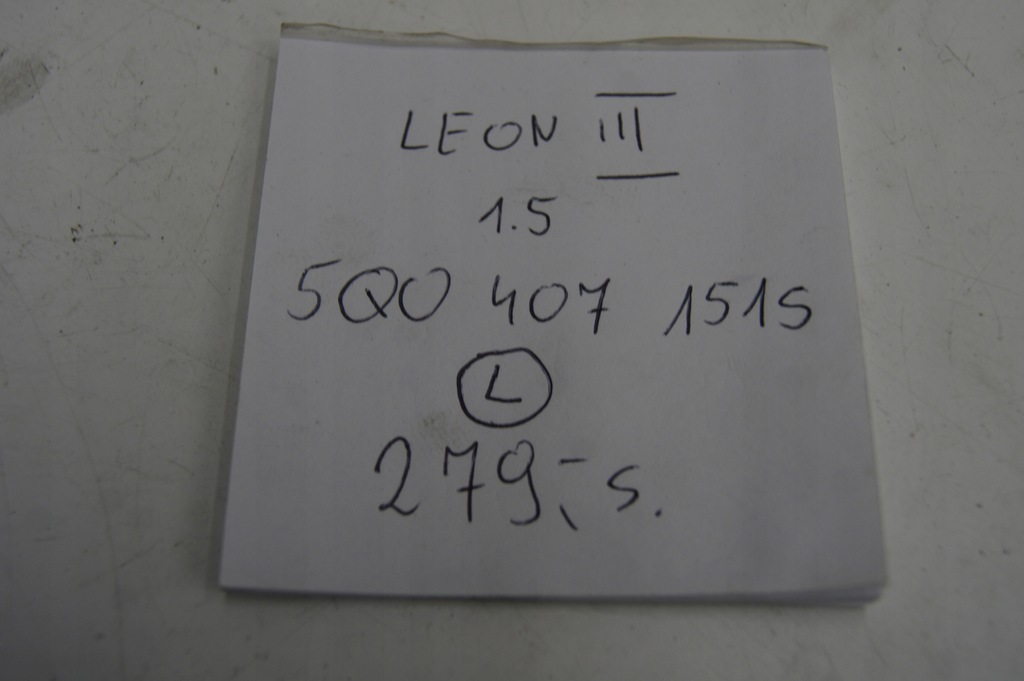 LEON III
1.5
5Q0 407 151S
L
279,- s.